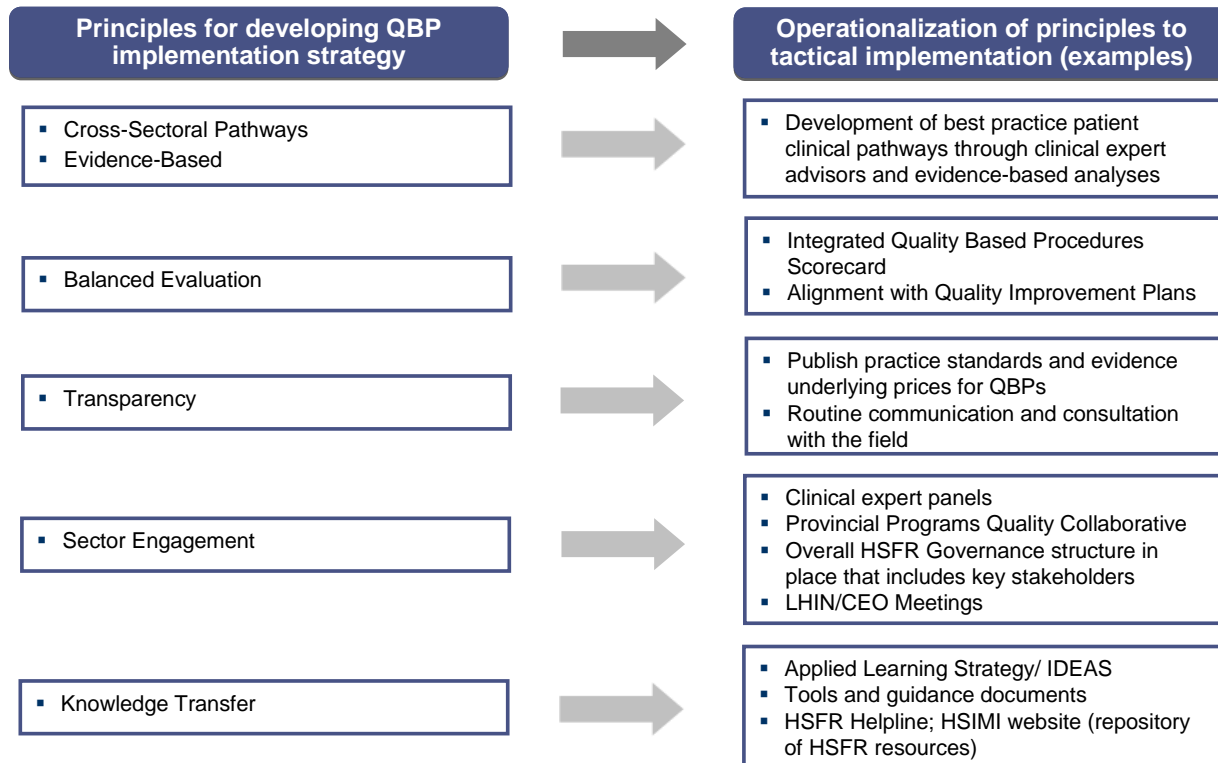 Principles for developing QBP
implementation strategy
Operationalization of principles to
tactical implementation (examples)
▪ Cross-Sectoral Pathways
▪ Evidence-Based
▪ Development of best practice patient
clinical pathways through clinical expert
advisors and evidence-based analyses
▪ Balanced Evaluation
▪ Integrated Quality Based Procedures
Scorecard
▪ Alignment with Quality Improvement Plans
▪ Transparency
▪ Publish practice standards and evidence
underlying prices for QBPs
▪ Routine communication and consultation
with the field
▪ Sector Engagement
▪ Clinical expert panels
▪ Provincial Programs Quality Collaborative
▪ Overall HSFR Governance structure in
place that includes key stakeholders
▪ LHIN/CEO Meetings
▪ Knowledge Transfer
▪ Applied Learning Strategy/ IDEAS
▪ Tools and guidance documents
▪ HSFR Helpline; HSIMI website (repository
of HSFR resources)